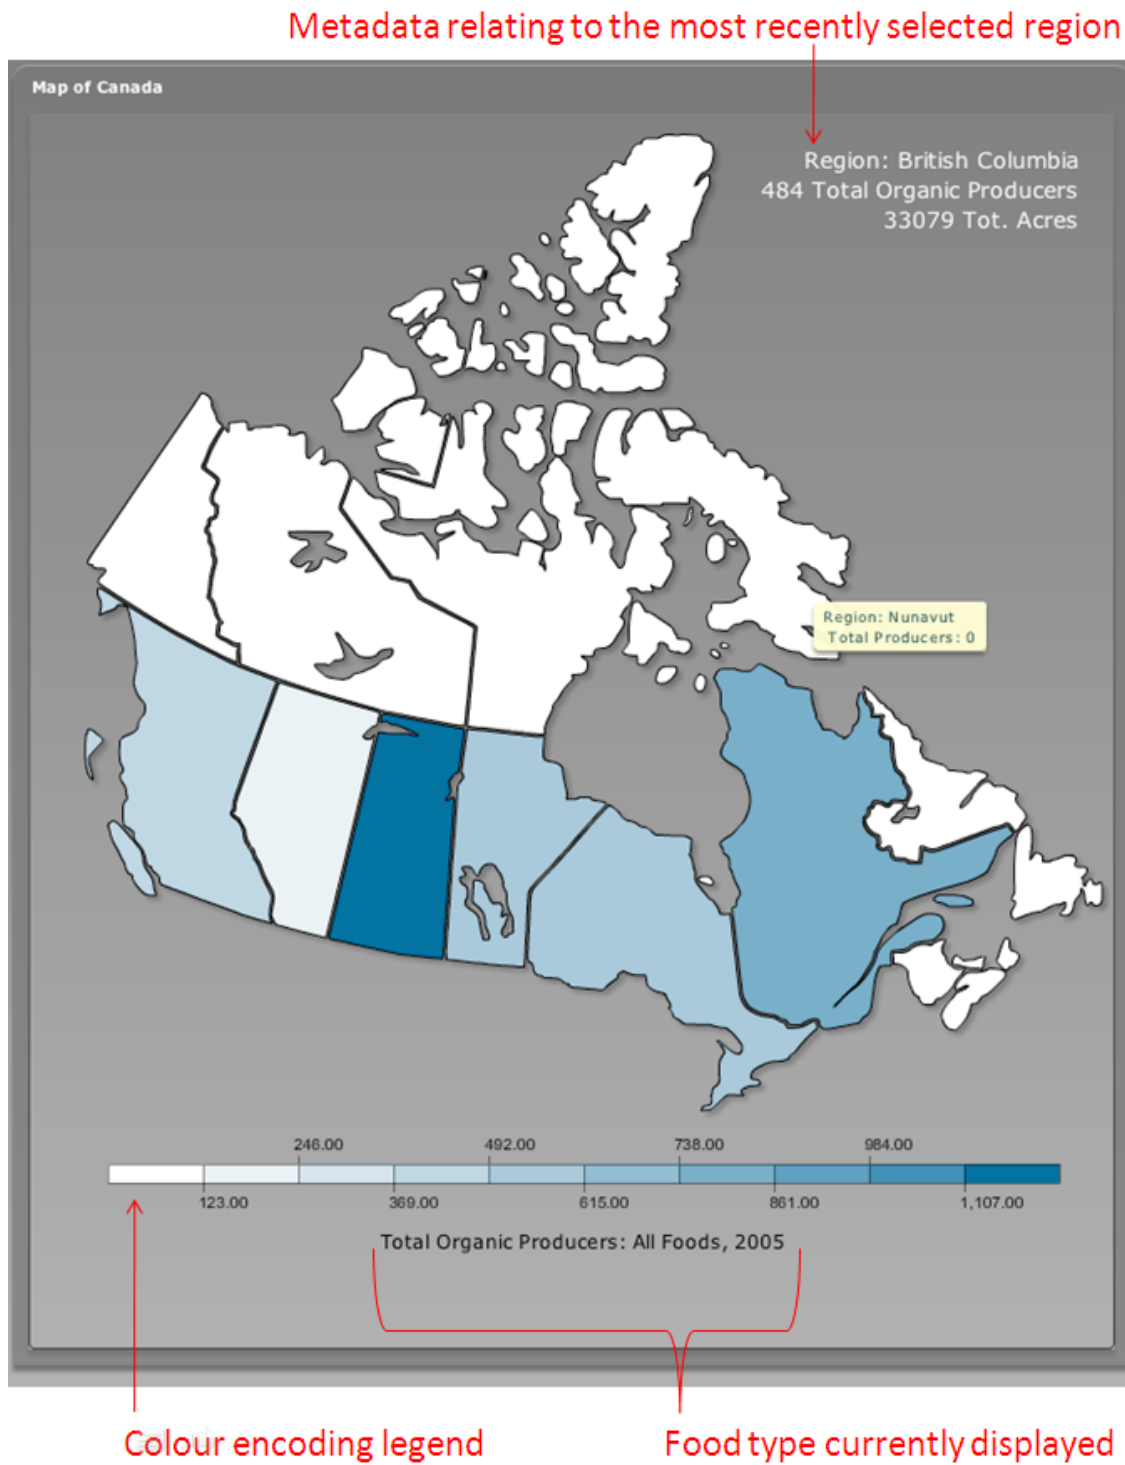 Metadata relating to the most recently selected region
Map of Canada
Region: British Columbia
484 Total Organic Producers
33079 Tot. Acres
Region: Nunavut
Total Producers: 0
246.00 492.00 738.00 984.00
123.00 369.00 615.00 861.00 1,107.00
Total Organic Producers: All Foods, 2005
Colour encoding legend
Food type currently displayed